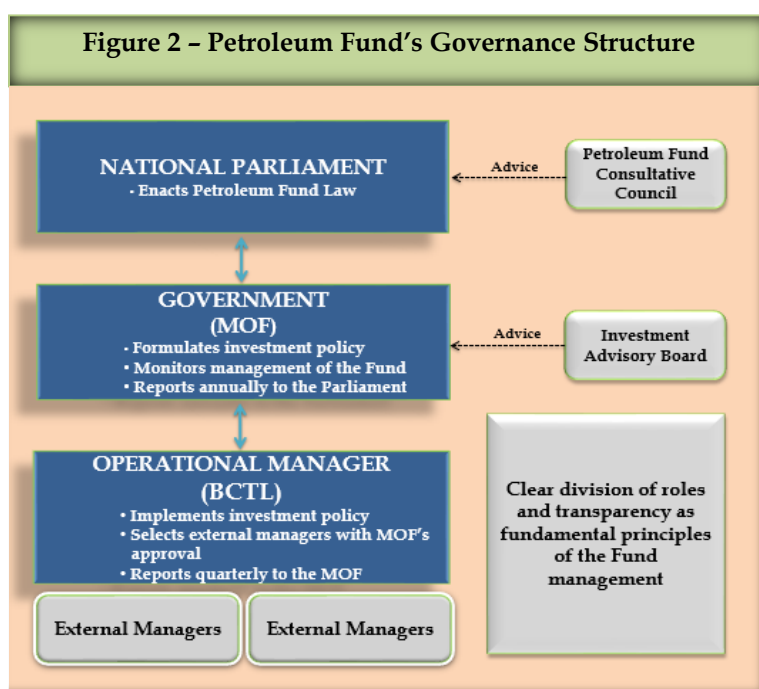 Figure 2 – Petroleum Fund's Governance Structure
NATIONAL PARLIAMENT
- Enacts Petroleum Fund Law
Advice
Petroleum Fund
Consultative
Council
GOVERNMENT
(MOF)
- Formulates investment policy
• Monitors management of the Fund
• Reports annually to the Parliament
Advice
Investment
Advisory Board
OPERATIONAL MANAGER
(BCTL)
• Implements investment policy
• Selects external managers with MOF's
approval
• Reports quarterly to the MOF
Clear division of roles
and transparency as
fundamental principles
of the Fund
management
External Managers
External Managers